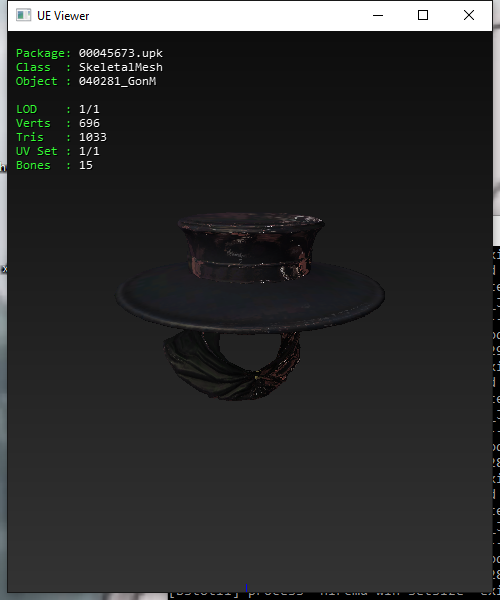 UE Viewer
Package: 00045673.upk
Class  : SkeletalMesh
Object : 040281_GonM
LOD    : 1/1
Verts  : 696
Tris   : 1033
UV Set : 1/1
Bones  : 15